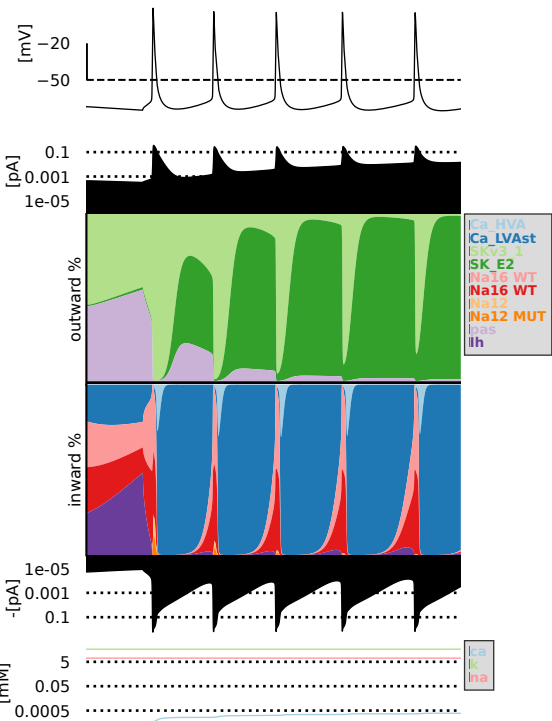 [mV]
−20
−50
[pA]
0.1
0.001
1e-05
outward %
Ca_HVA
Ca_LVAst
SKv3_1
SK_E2
Na16 WT
Na16 WT
Na12
Na12 MUT
pas
Ih
inward %
-[pA]
1e-05
0.001
0.1
[mM]
5
0.05
0.0005
ca
k
na